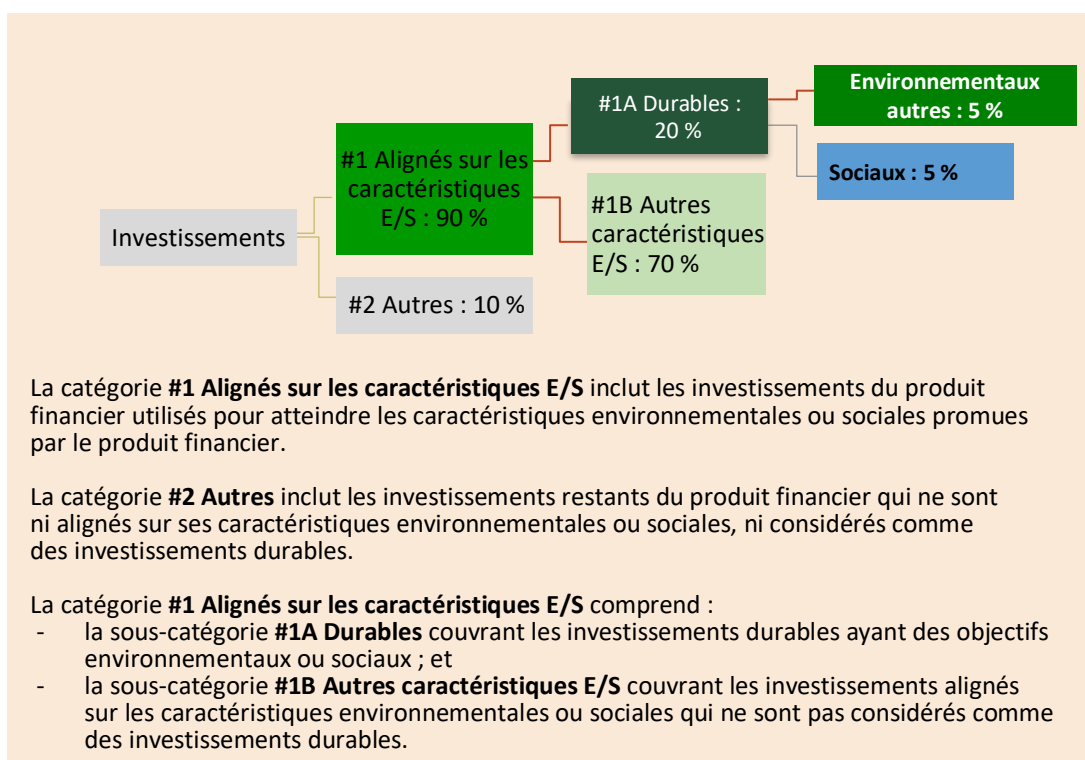 Environnementaux
autres : 5 %
#1A Durables :
20 %
#1 Alignés sur les
caractéristiques
E/S : 90 %
Sociaux : 5 %
#1B Autres
caractéristiques
E/S : 70 %
Investissements
#2 Autres : 10 %
La catégorie #1 Alignés sur les caractéristiques E/S inclut les investissements du produit
financier utilisés pour atteindre les caractéristiques environnementales ou sociales promues
par le produit financier.
La catégorie #2 Autres inclut les investissements restants du produit financier qui ne sont
ni alignés sur ses caractéristiques environnementales ou sociales, ni considérés comme
des investissements durables.
La catégorie #1 Alignés sur les caractéristiques E/S comprend :
- la sous-catégorie #1A Durables couvrant les investissements durables ayant des objectifs
environnementaux ou sociaux ; et
- la sous-catégorie #1B Autres caractéristiques E/S couvrant les investissements alignés
sur les caractéristiques environnementales ou sociales qui ne sont pas considérés comme
des investissements durables.